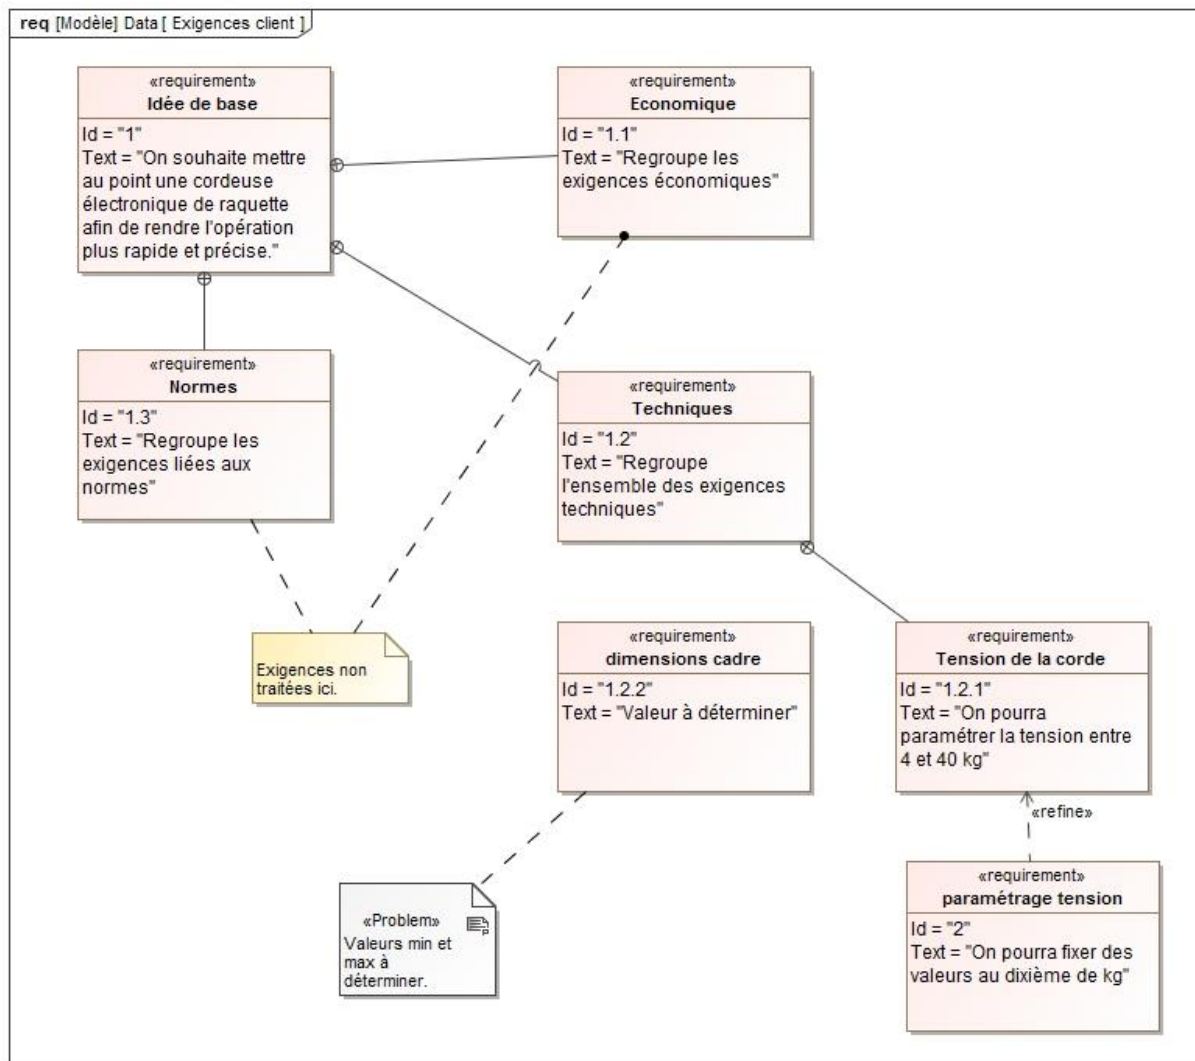 req [Modèle] Data [ Exigences client ]
«requirement»
Idée de base
Id = "1"
Text = "On souhaite mettre
au point une cordeuse
électronique de raquette
afin de rendre l'opération
plus rapide et précise."
«requirement»
Economique
Id = "1.1"
Text = "Regroupe les
exigences économiques"
«requirement»
Normes
Id = "1.3"
Text = "Regroupe les
exigences liées aux
normes"
«requirement»
Techniques
Id = "1.2"
Text = "Regroupe
l'ensemble des exigences
techniques"
Exigences non
traitées ici.
«requirement»
dimensions cadre
Id = "1.2.2"
Text = "Valeur à déterminer"
«requirement»
Tension de la corde
Id = "1.2.1"
Text = "On pourra
paramétrer la tension entre
4 et 40 kg"
«refine»
«Problem»
Valeurs min et
max à
déterminer.
«requirement»
paramétrage tension
Id = "2"
Text = "On pourra fixer des
valeurs au dixième de kg"